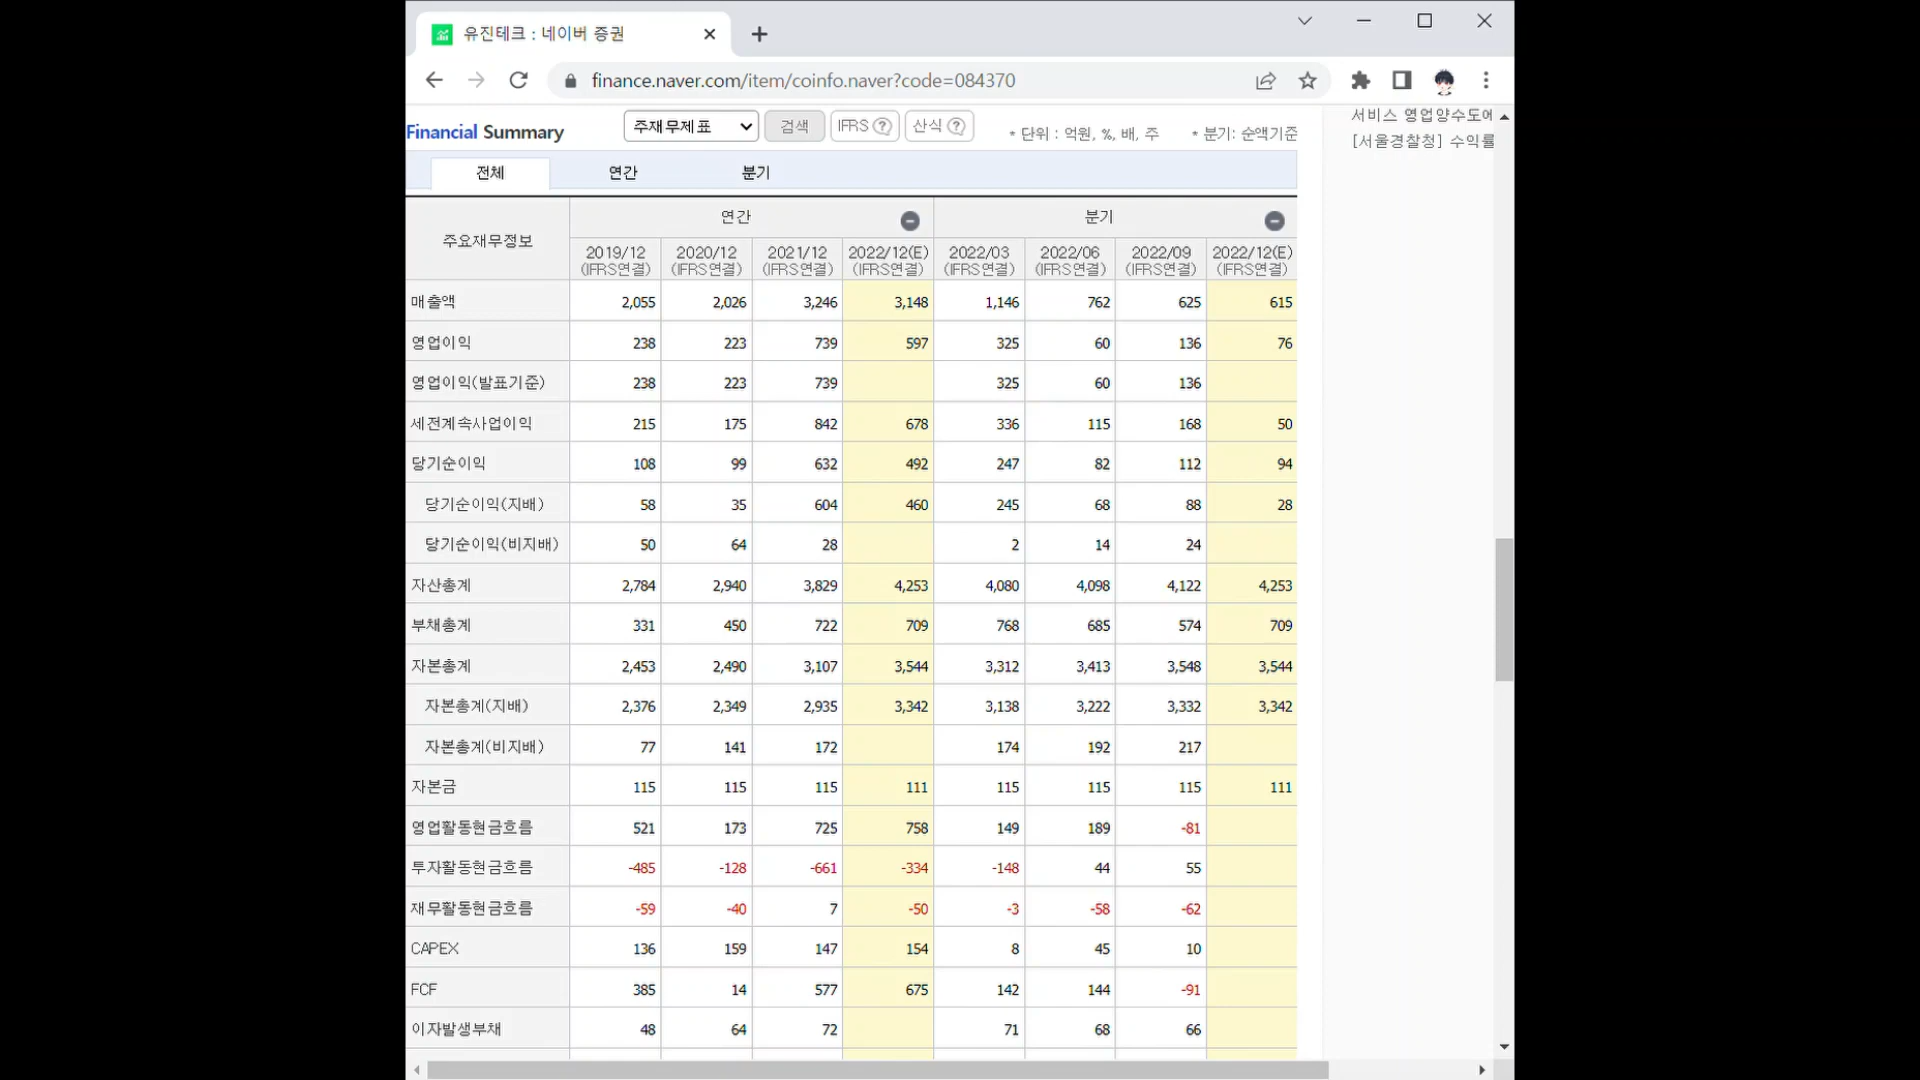 유진테크 : 네이버 증권
finance.naver.com/item/coinfo.naver?code=084370
Financial Summary 주재무제표 검색 IFRS ? 산식 ? * 단위 : 억원, %, 배, 주 * 분기: 순액기준
서비스 영업양수도에
[서울경찰청] 수익률
전체 연간 분기
주요재무정보 연간 분기
2019/12 2020/12 2021/12 2022/12(E) 2022/03 2022/06 2022/09 2022/12(E)
(IFRS연결) (IFRS연결) (IFRS연결) (IFRS연결) (IFRS연결) (IFRS연결) (IFRS연결) (IFRS연결)
매출액 2,055 2,026 3,246 3,148 1,146 762 625 615
영업이익 238 223 739 597 325 60 136 76
영업이익(발표기준) 238 223 739 325 60 136
세전계속사업이익 215 175 842 678 336 115 168 50
당기순이익 108 99 632 492 247 82 112 94
당기순이익(지배) 58 35 604 460 245 68 88 28
당기순이익(비지배) 50 64 28 2 14 24
자산총계 2,784 2,940 3,829 4,253 4,080 4,098 4,122 4,253
부채총계 331 450 722 709 768 685 574 709
자본총계 2,453 2,490 3,107 3,544 3,312 3,413 3,548 3,544
자본총계(지배) 2,376 2,349 2,935 3,342 3,138 3,222 3,332 3,342
자본총계(비지배) 77 141 172 174 192 217
자본금 115 115 115 111 115 115 115 111
영업활동현금흐름 521 173 725 758 149 189 -81
투자활동현금흐름 -485 -128 -661 -334 -148 44 55
재무활동현금흐름 -59 -40 7 -50 -3 -58 -62
CAPEX 136 159 147 154 8 45 10
FCF 385 14 577 675 142 144 -91
이자발생부채 48 64 72 71 68 66